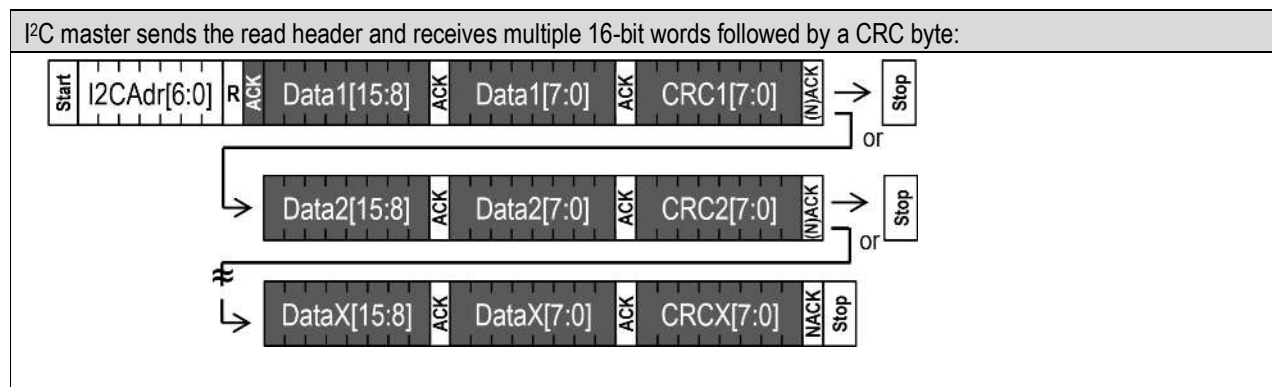 I²C master sends the read header and receives multiple 16-bit words followed by a CRC byte:
Start I2CAdr[6:0] R ACK Data1[15:8] ACK Data1[7:0] ACK CRC1[7:0] (N)ACK Stop
or
Data2[15:8] ACK Data2[7:0] ACK CRC2[7:0] (N)ACK Stop
or
DataX[15:8] ACK DataX[7:0] ACK CRCX[7:0] NACK Stop